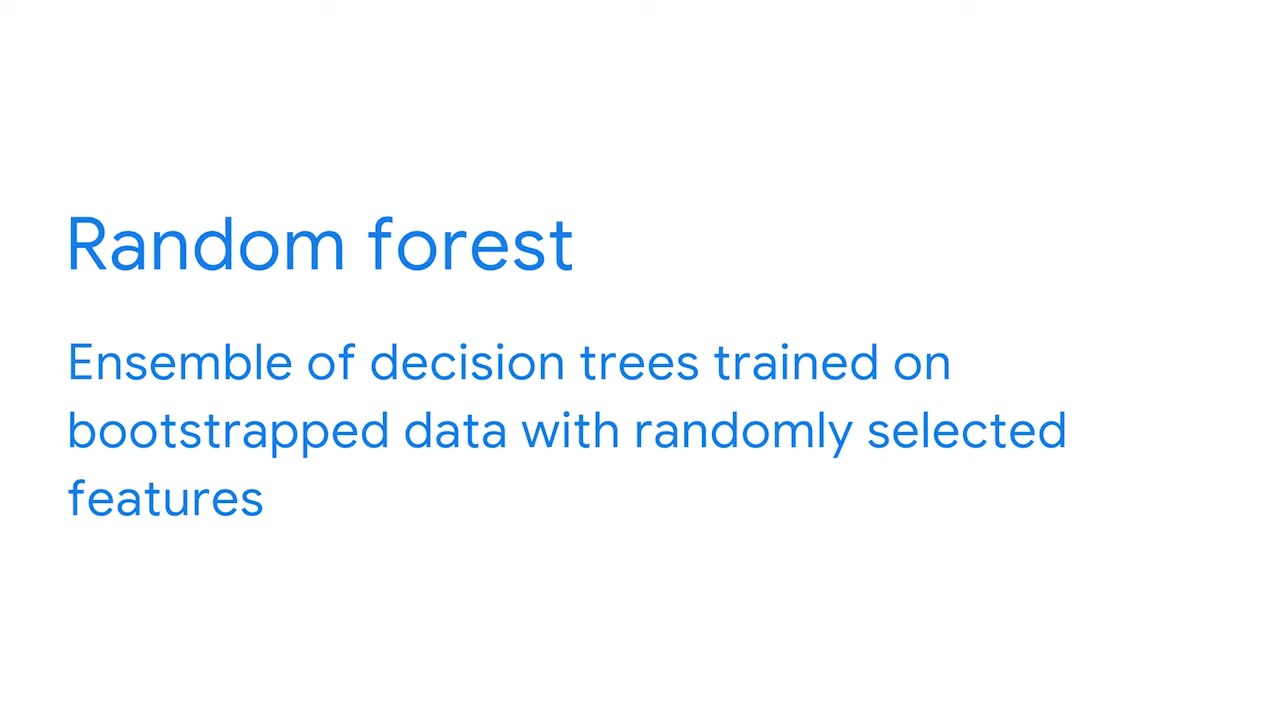 Random forest
Ensemble of decision trees trained on
bootstrapped data with randomly selected
features